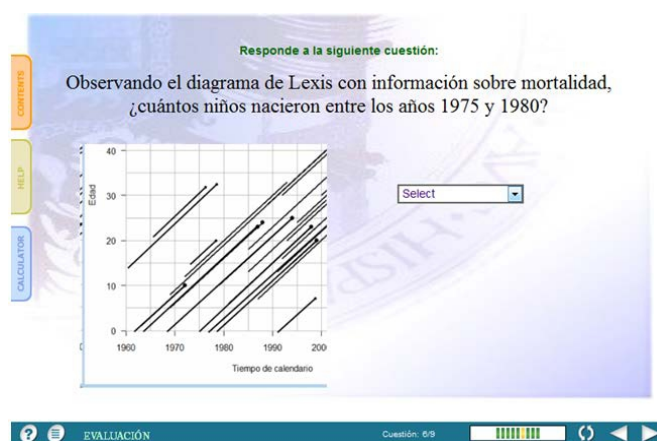 Responde a la siguiente cuestión:
Observando el diagrama de Lexis con información sobre mortalidad,
¿cuántos niños nacieron entre los años 1975 y 1980?
CONTENTS
HELP
CALCULATOR
Select
Edad
40
30
20
10
0
1960 1970 1980 1990 200
Tiempo de calendario
EVALUACIÓN
Cuestión: 6/9